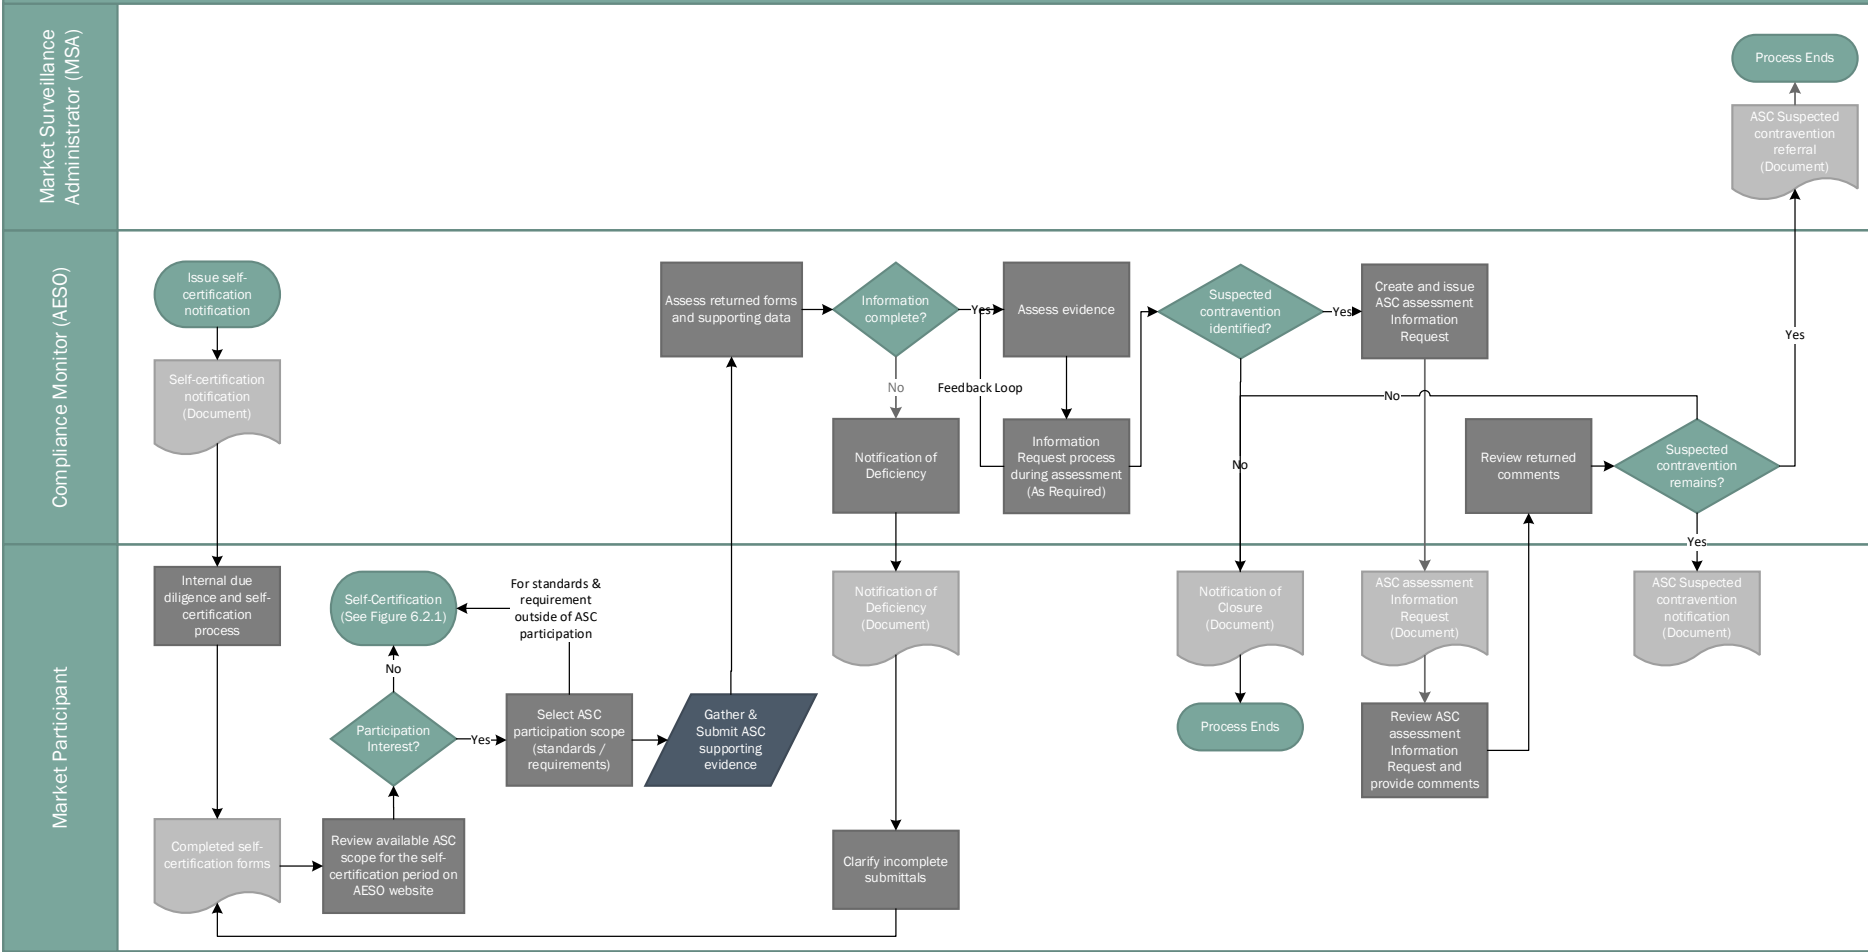 Market Surveillance
Administrator (MSA)
Process Ends
ASC Suspected
contravention
referral
(Document)
Yes
Compliance Monitor (AESO)
Issue self-
certification
notification
Self-certification
notification
(Document)
Assess returned forms
and supporting data
Information
complete?
Yes
No
Notification of
Deficiency
Assess evidence
Feedback Loop
Information
Request process
during assessment
(As Required)
Suspected
contravention
identified?
Yes
No
Create and issue
ASC assessment
Information
Request
No
Review returned
comments
Suspected
contravention
remains?
Yes
Market Participant
Internal due
diligence and self-
certification
process
Completed self-
certification forms
Review available ASC
scope for the self-
certification period on
AESO website
Participation
Interest?
No
Yes
Self-Certification
(See Figure 6.2.1)
For standards &
requirement
outside of ASC
participation
Select ASC
participation scope
(standards /
requirements)
Gather &
Submit ASC
supporting
evidence
Notification of
Deficiency
(Document)
Clarify incomplete
submittals
Notification of
Closure
(Document)
Process Ends
ASC assessment
Information
Request
(Document)
Review ASC
assessment
Information
Request and
provide comments
ASC Suspected
contravention
notification
(Document)